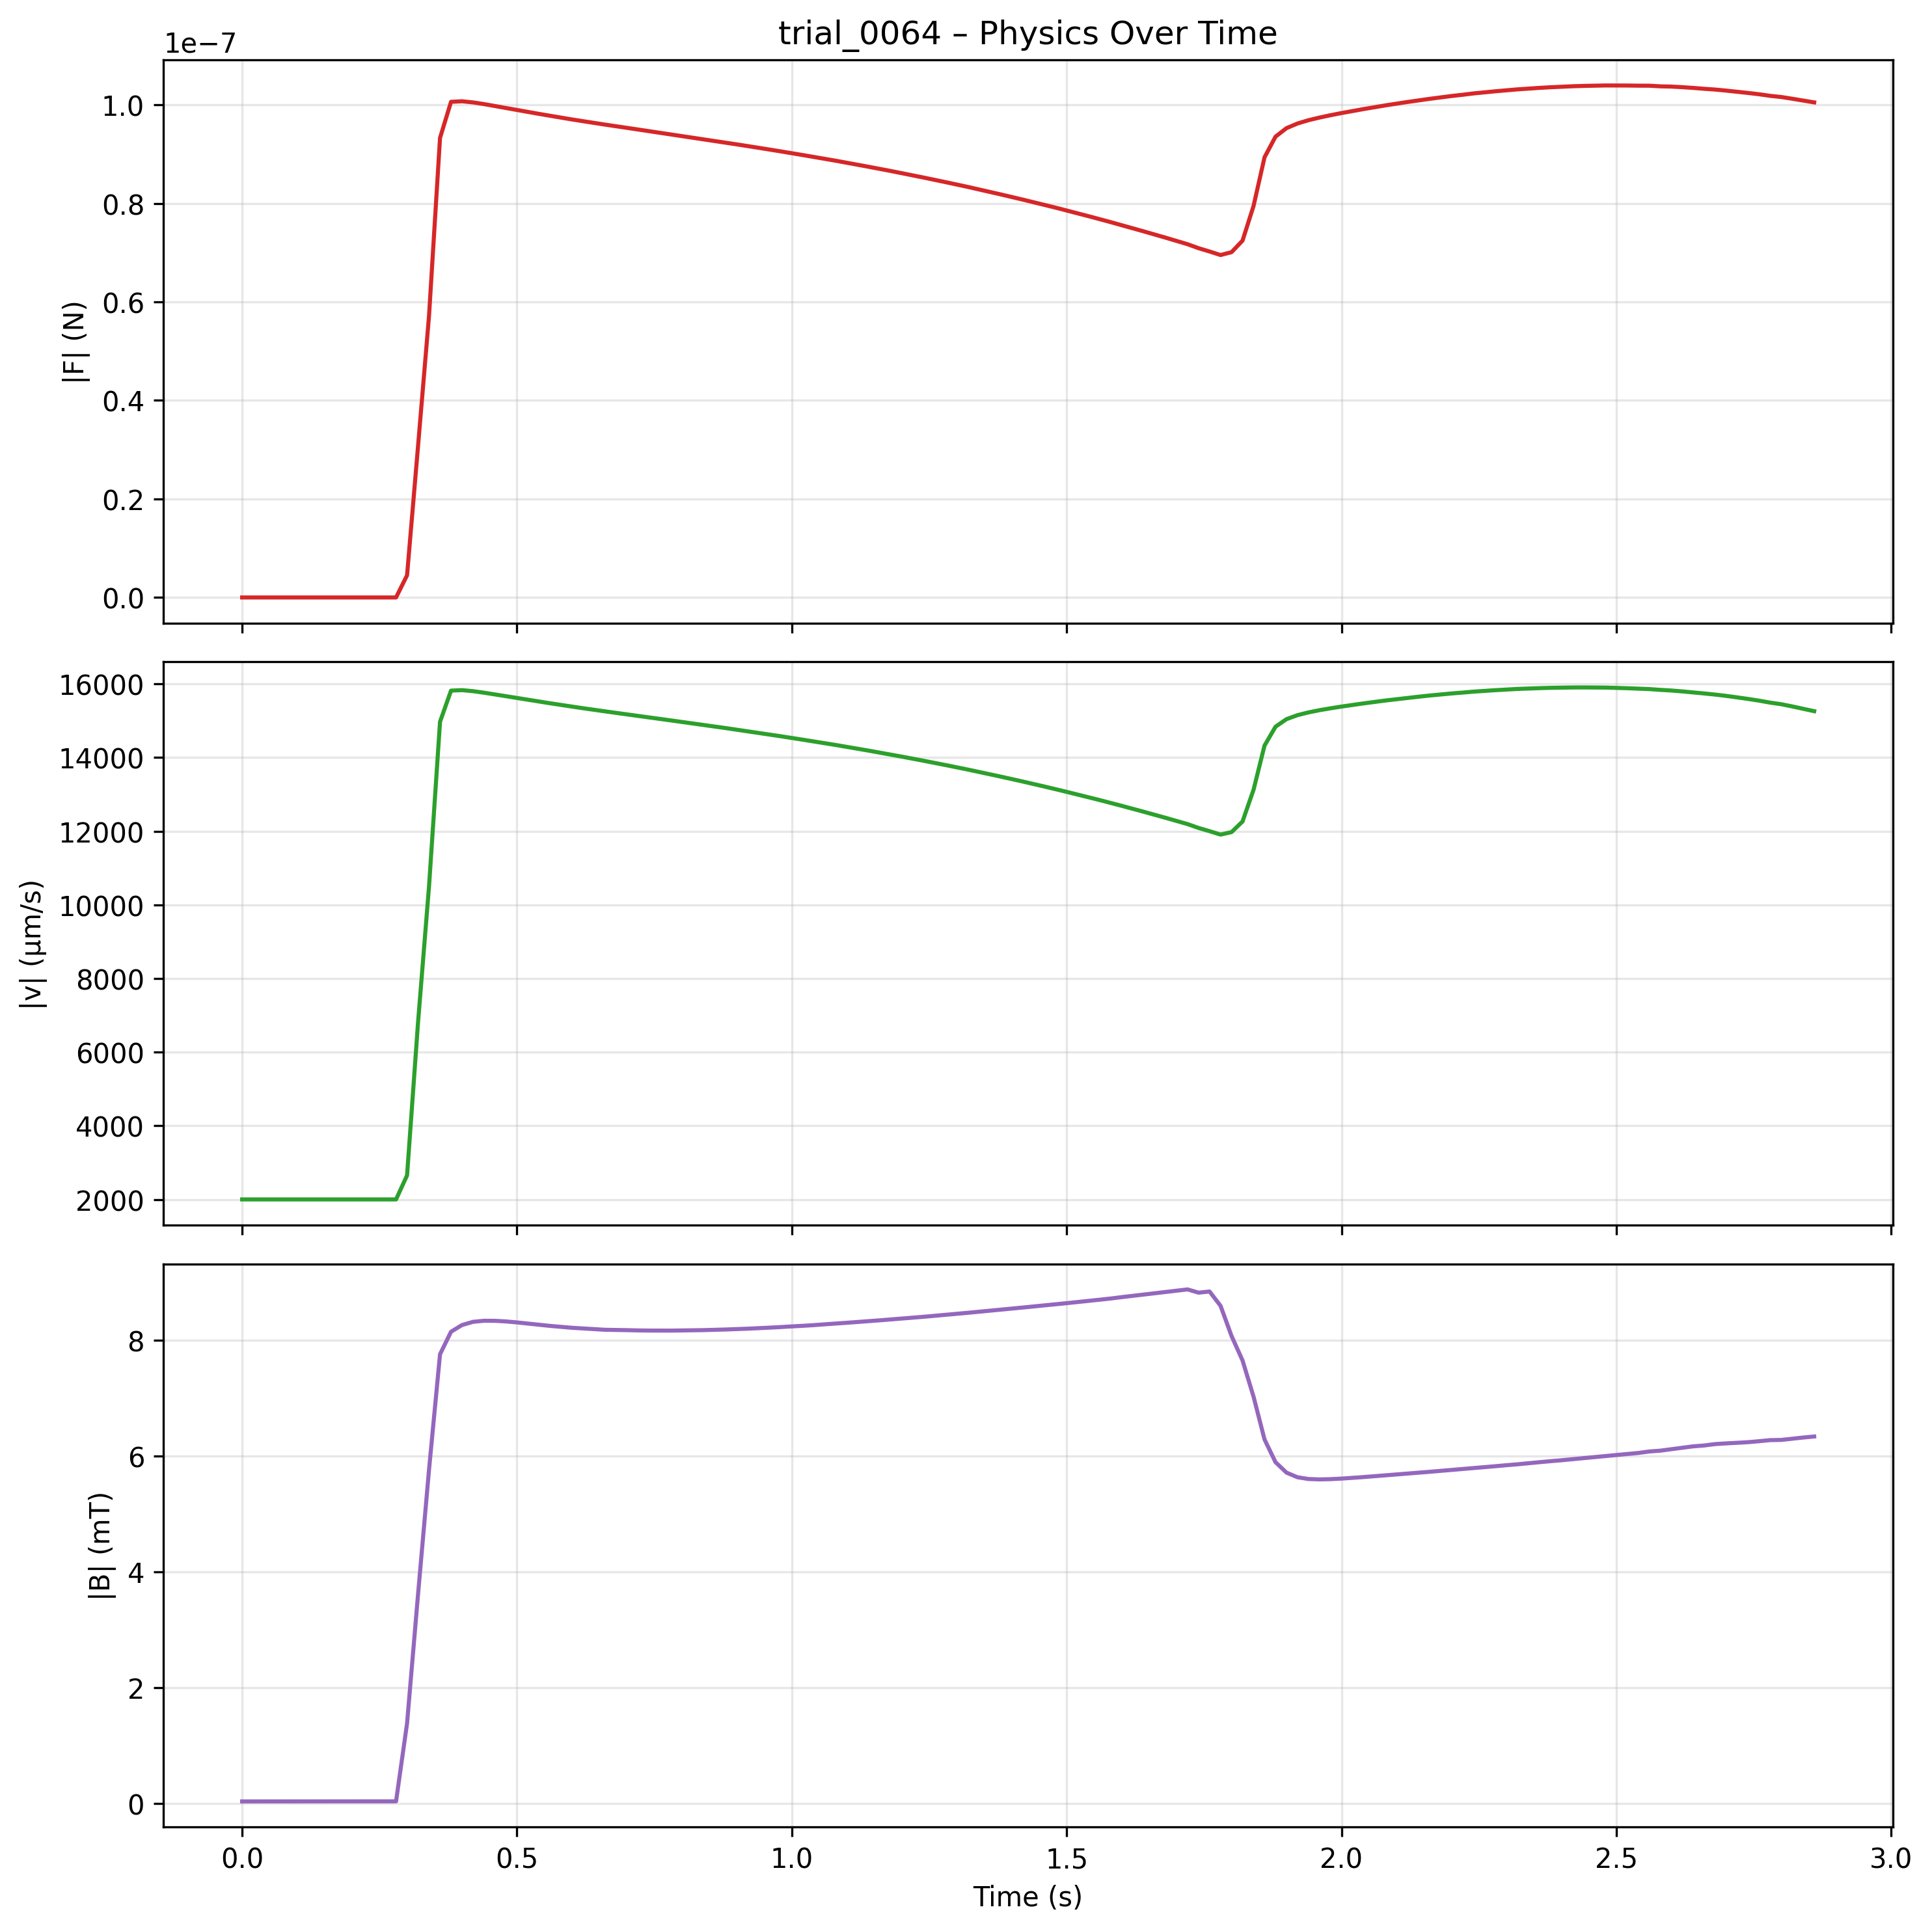 trial_0064 – Physics Over Time
1e−7
1.0
0.8
0.6
0.4
0.2
0.0
|F| (N)
16000
14000
12000
10000
8000
6000
4000
2000
|v| (µm/s)
8
6
4
2
0
|B| (mT)
0.0 0.5 1.0 1.5 2.0 2.5 3.0
Time (s)